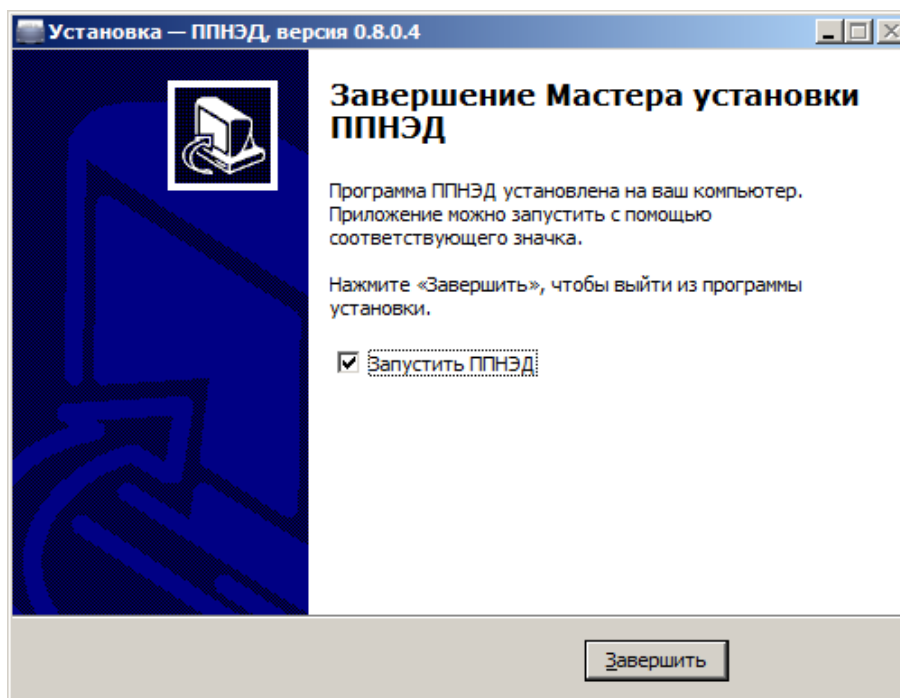 Установка — ППНЭД, версия 0.8.0.4
Завершение Мастера установки
ППНЭД
Программа ППНЭД установлена на ваш компьютер.
Приложение можно запустить с помощью
соответствующего значка.
Нажмите «Завершить», чтобы выйти из программы
установки.
Запустить ППНЭД
Завершить